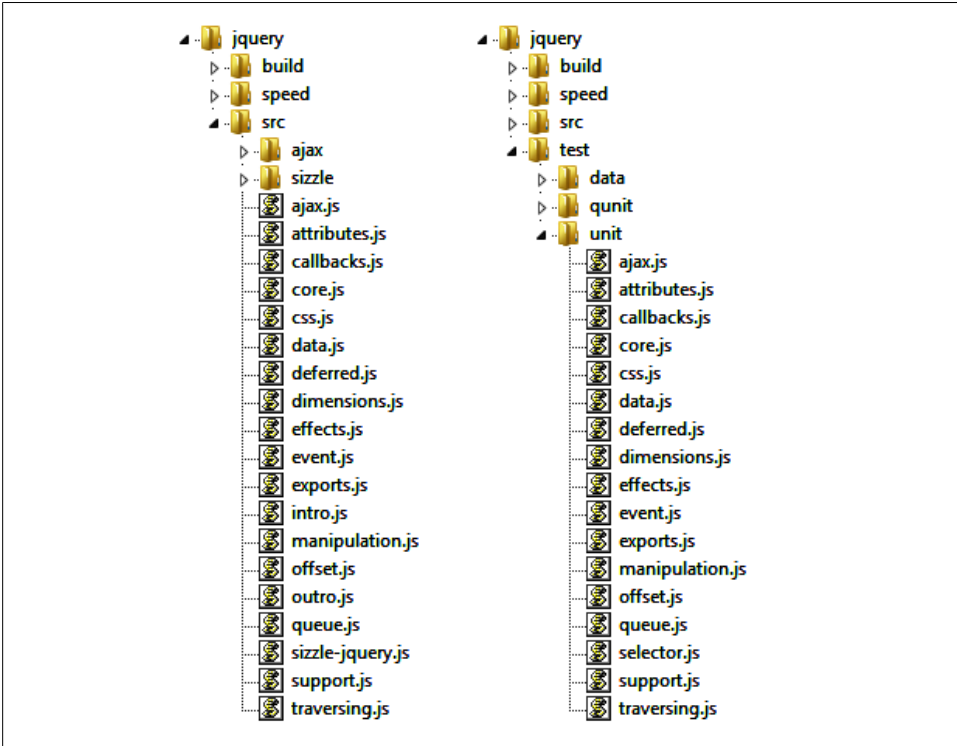 jquery
build
speed
src
ajax
sizzle
ajax.js
attributes.js
callbacks.js
core.js
css.js
data.js
deferred.js
dimensions.js
effects.js
event.js
exports.js
intro.js
manipulation.js
offset.js
outro.js
queue.js
sizzle-jquery.js
support.js
traversing.js
jquery
build
speed
src
test
data
qunit
unit
ajax.js
attributes.js
callbacks.js
core.js
css.js
data.js
deferred.js
dimensions.js
effects.js
event.js
exports.js
manipulation.js
offset.js
queue.js
selector.js
support.js
traversing.js